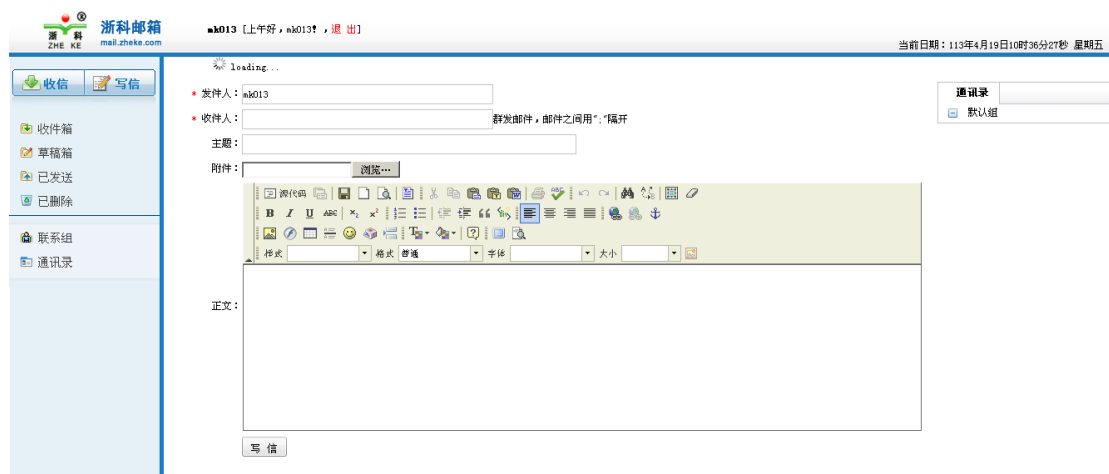 浙科邮箱
浙 科
ZHE KE
mail.zheke.com
mk013 [上午好，mk013! ，退 出]
当前日期：113年4月19日10时36分27秒 星期五
收信
写信
收件箱
草稿箱
已发送
已删除
联系组
通讯录
loading...
* 发件人：mk013
* 收件人：
群发邮件，邮件之间用";"隔开
主题：
附件：
浏览…
源代码
B I U ABC x₂ x²
样式
格式 普通
字体
大小
正文：
写 信
通讯录
默认组